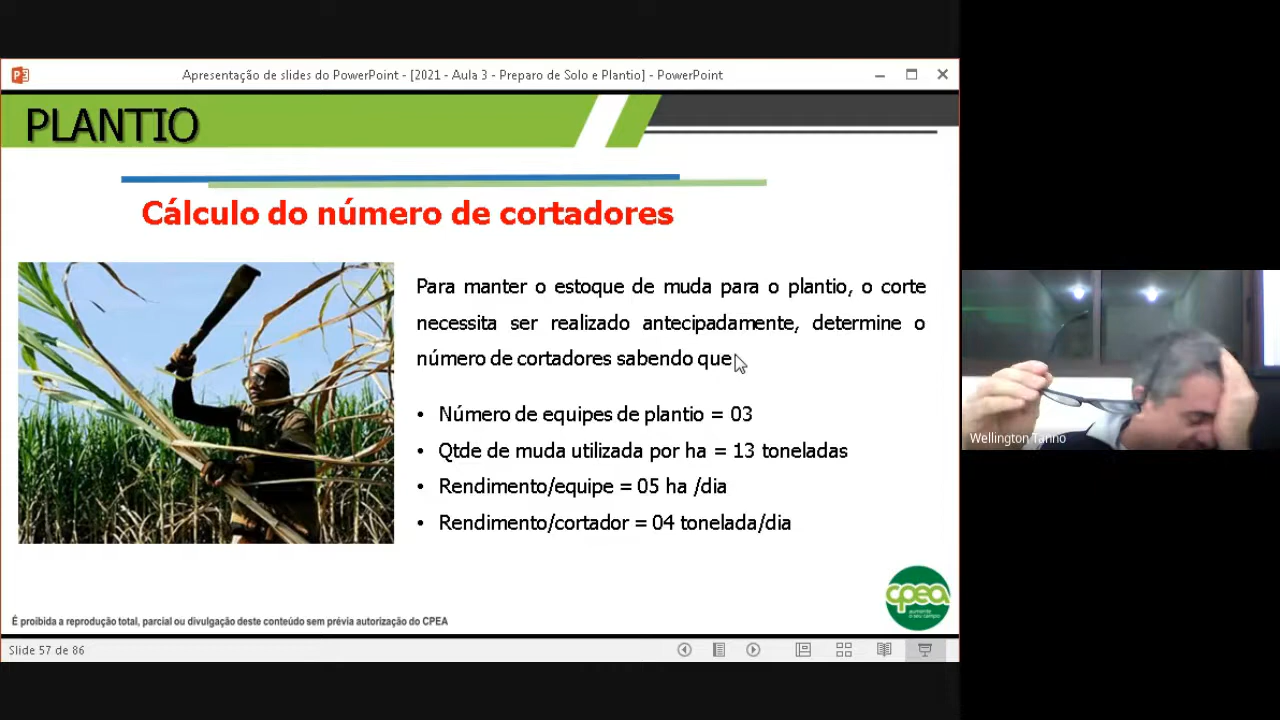 Apresentação de slides do PowerPoint - [2021 - Aula 3 - Preparo de Solo e Plantio] - PowerPoint
PLANTIO
Cálculo do número de cortadores
Para manter o estoque de muda para o plantio, o corte
necessita ser realizado antecipadamente, determine o
número de cortadores sabendo que
• Número de equipes de plantio = 03
• Qtde de muda utilizada por ha = 13 toneladas
• Rendimento/equipe = 05 ha /dia
• Rendimento/cortador = 04 tonelada/dia
Wellington Tanno
cpea
aumente
o seu campo
É proibida a reprodução total, parcial ou divulgação deste conteúdo sem prévia autorização do CPEA
Slide 57 de 86